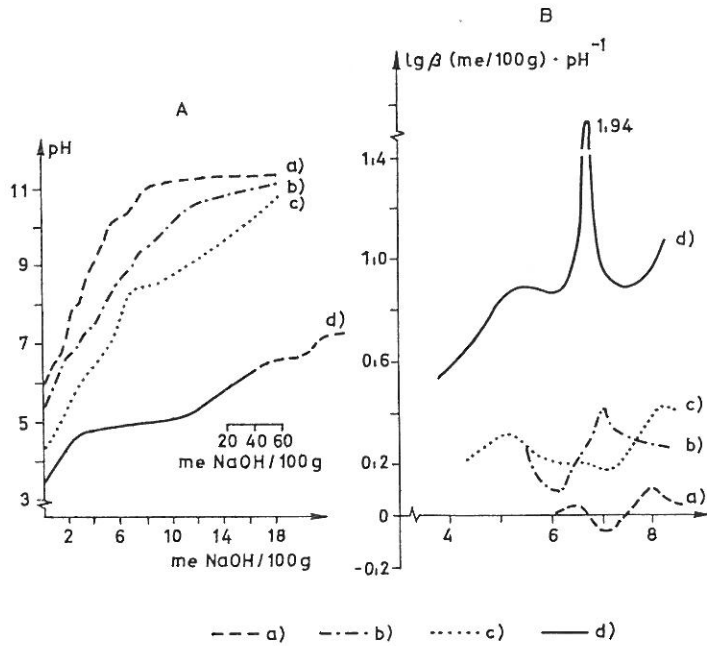 A
pH
11
9
7
5
3
a)
b)
c)
d)
20 40 60
me NaOH/100g
2 6 10 14 18
me NaOH/100g
B
lg β (me/100g) · pH⁻¹
1:94
1:4
1:0
0:6
0:2
0
-0:2
d)
c)
b)
a)
4 6 8
a) b) c) d)